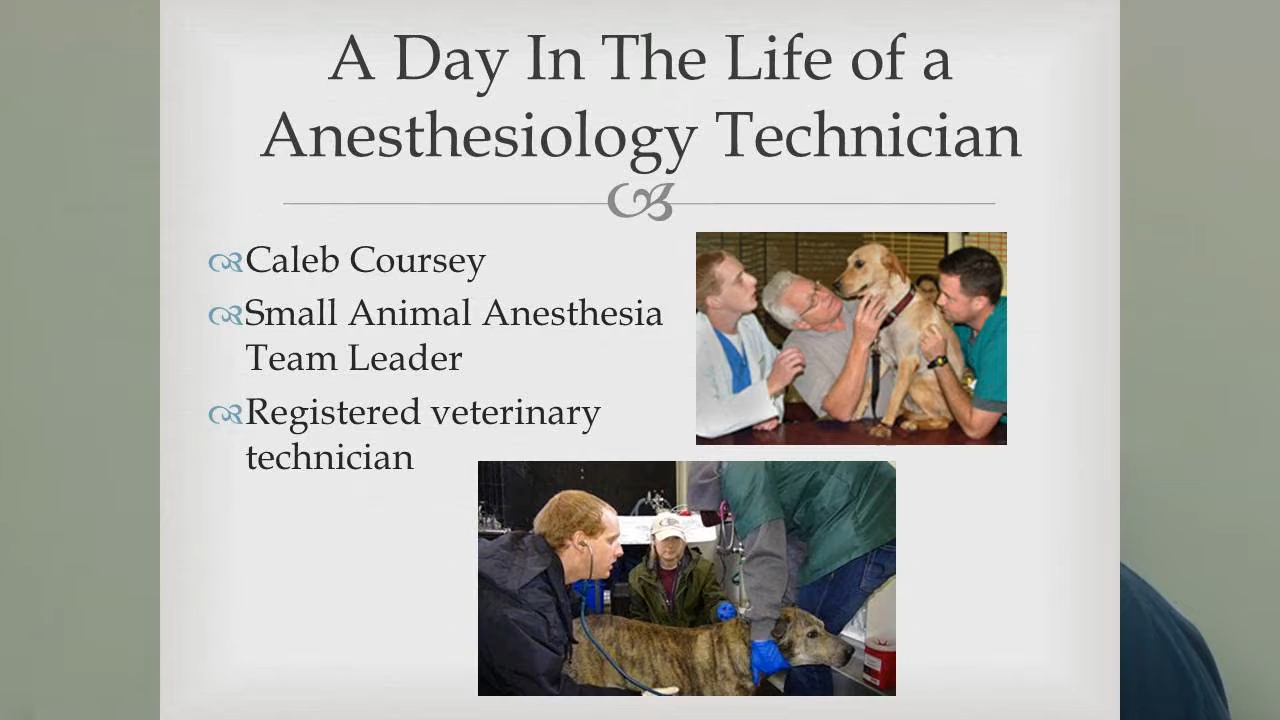 A Day In The Life of a
Anesthesiology Technician
Caleb Coursey
Small Animal Anesthesia
Team Leader
Registered veterinary
technician